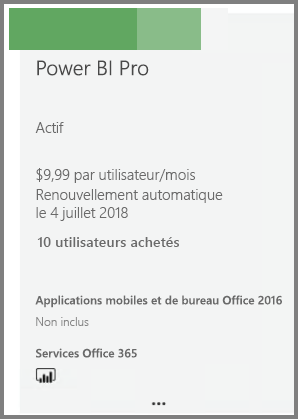 Power BI Pro
Actif
$9,99 par utilisateur/mois
Renouvellement automatique
le 4 juillet 2018
10 utilisateurs achetés
Applications mobiles et de bureau Office 2016
Non inclus
Services Office 365